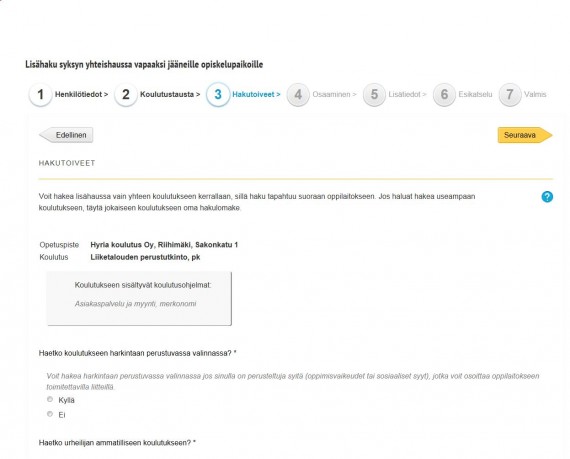 Lisähaku syksyn yhteishaussa vapaaksi jääneille opiskelupaikoille
1 Henkilötiedot > 2 Koulutustausta > 3 Hakutoiveet > 4 Osaaminen > 5 Lisätiedot > 6 Esikatselu 7 Valmis
Edellinen Seuraava
HAKUTOIVEET
Voit hakea lisähaussa vain yhteen koulutukseen kerrallaan, sillä haku tapahtuu suoraan oppilaitokseen. Jos haluat hakea useampaan ?
koulutukseen, täytä jokaiseen koulutukseen oma hakulomake.
Opetuspiste Hyria koulutus Oy, Riihimäki, Sakonkatu 1
Koulutus Liiketalouden perustutkinto, pk
Koulutukseen sisältyvät koulutusohjelmat:
Asiakaspalvelu ja myynti, merkonomi
Haetko koulutukseen harkintaan perustuvassa valinnassa? *
Voit hakea harkintaan perustuvassa valinnassa jos sinulla on perusteltuja syitä (oppimisvaikeudet tai sosiaaliset syyt), jotka voit osoittaa oppilaitokseen
toimitettavilla liitteillä.
Kyllä
Ei
Haetko urheilijan ammatilliseen koulutukseen? *